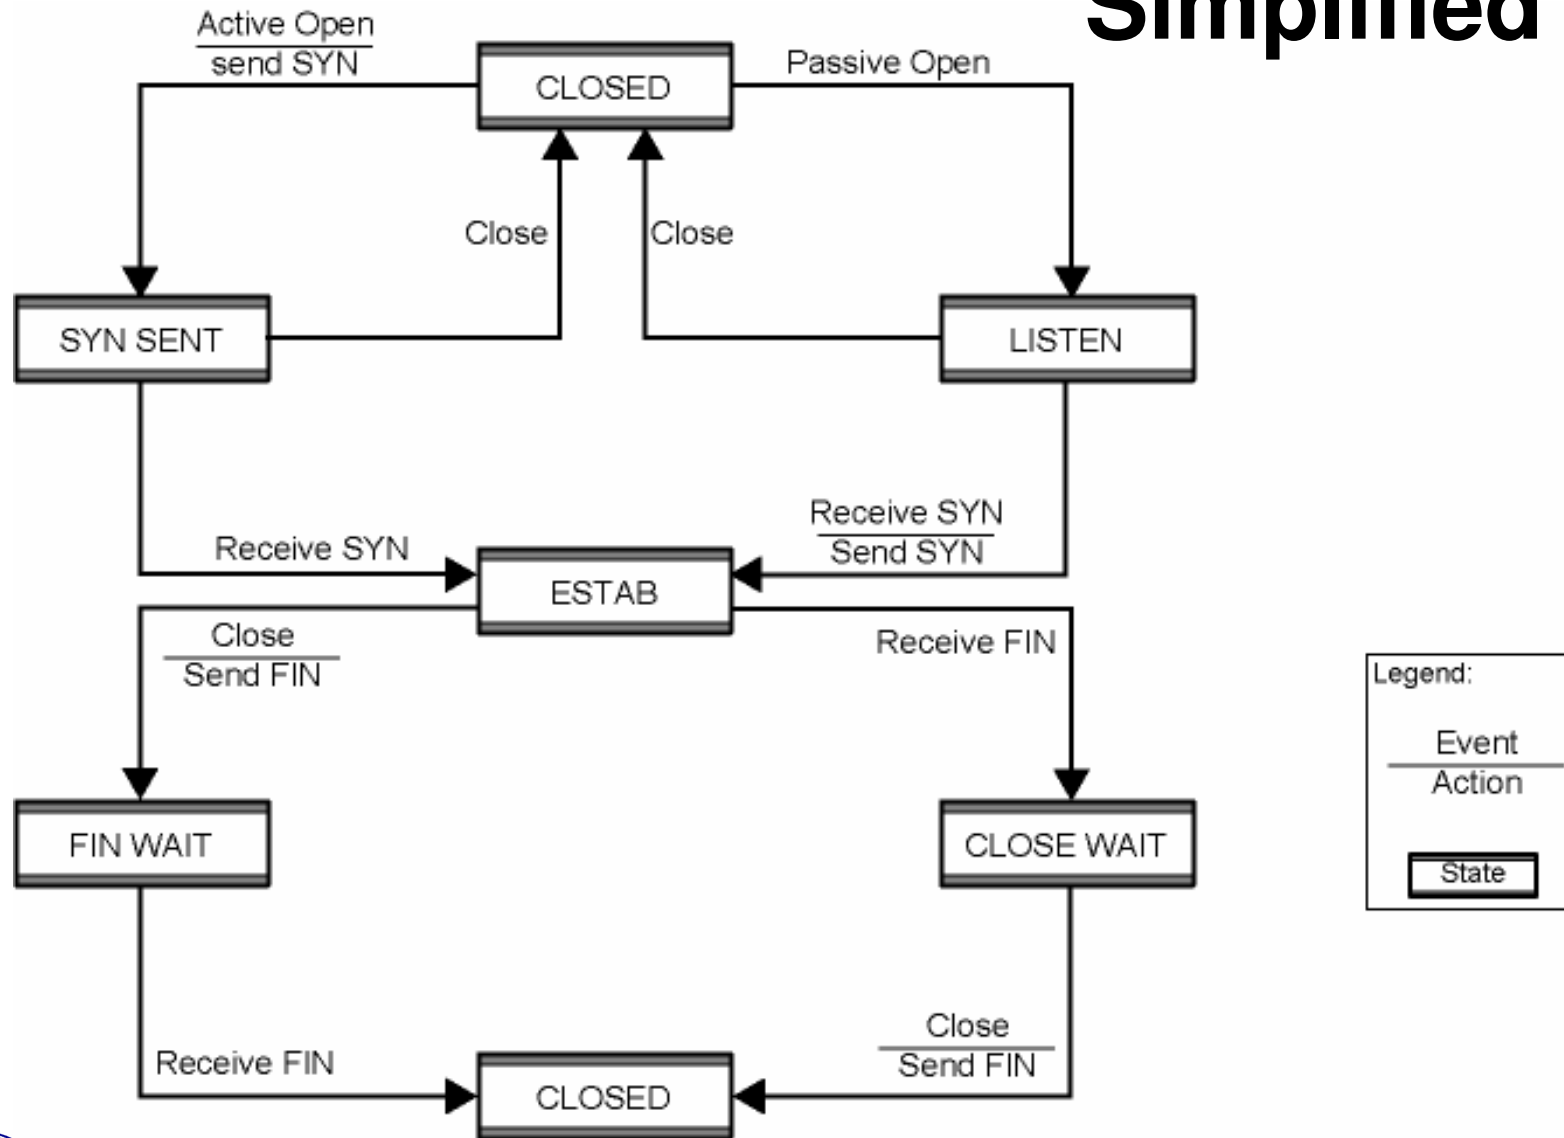 Simplified
Active Open
send SYN
CLOSED
Passive Open
Close
Close
SYN SENT
LISTEN
Receive SYN
Receive SYN
Send SYN
ESTAB
Close
Send FIN
Receive FIN
Legend:
Event
Action
State
FIN WAIT
CLOSE WAIT
Receive FIN
Close
Send FIN
CLOSED